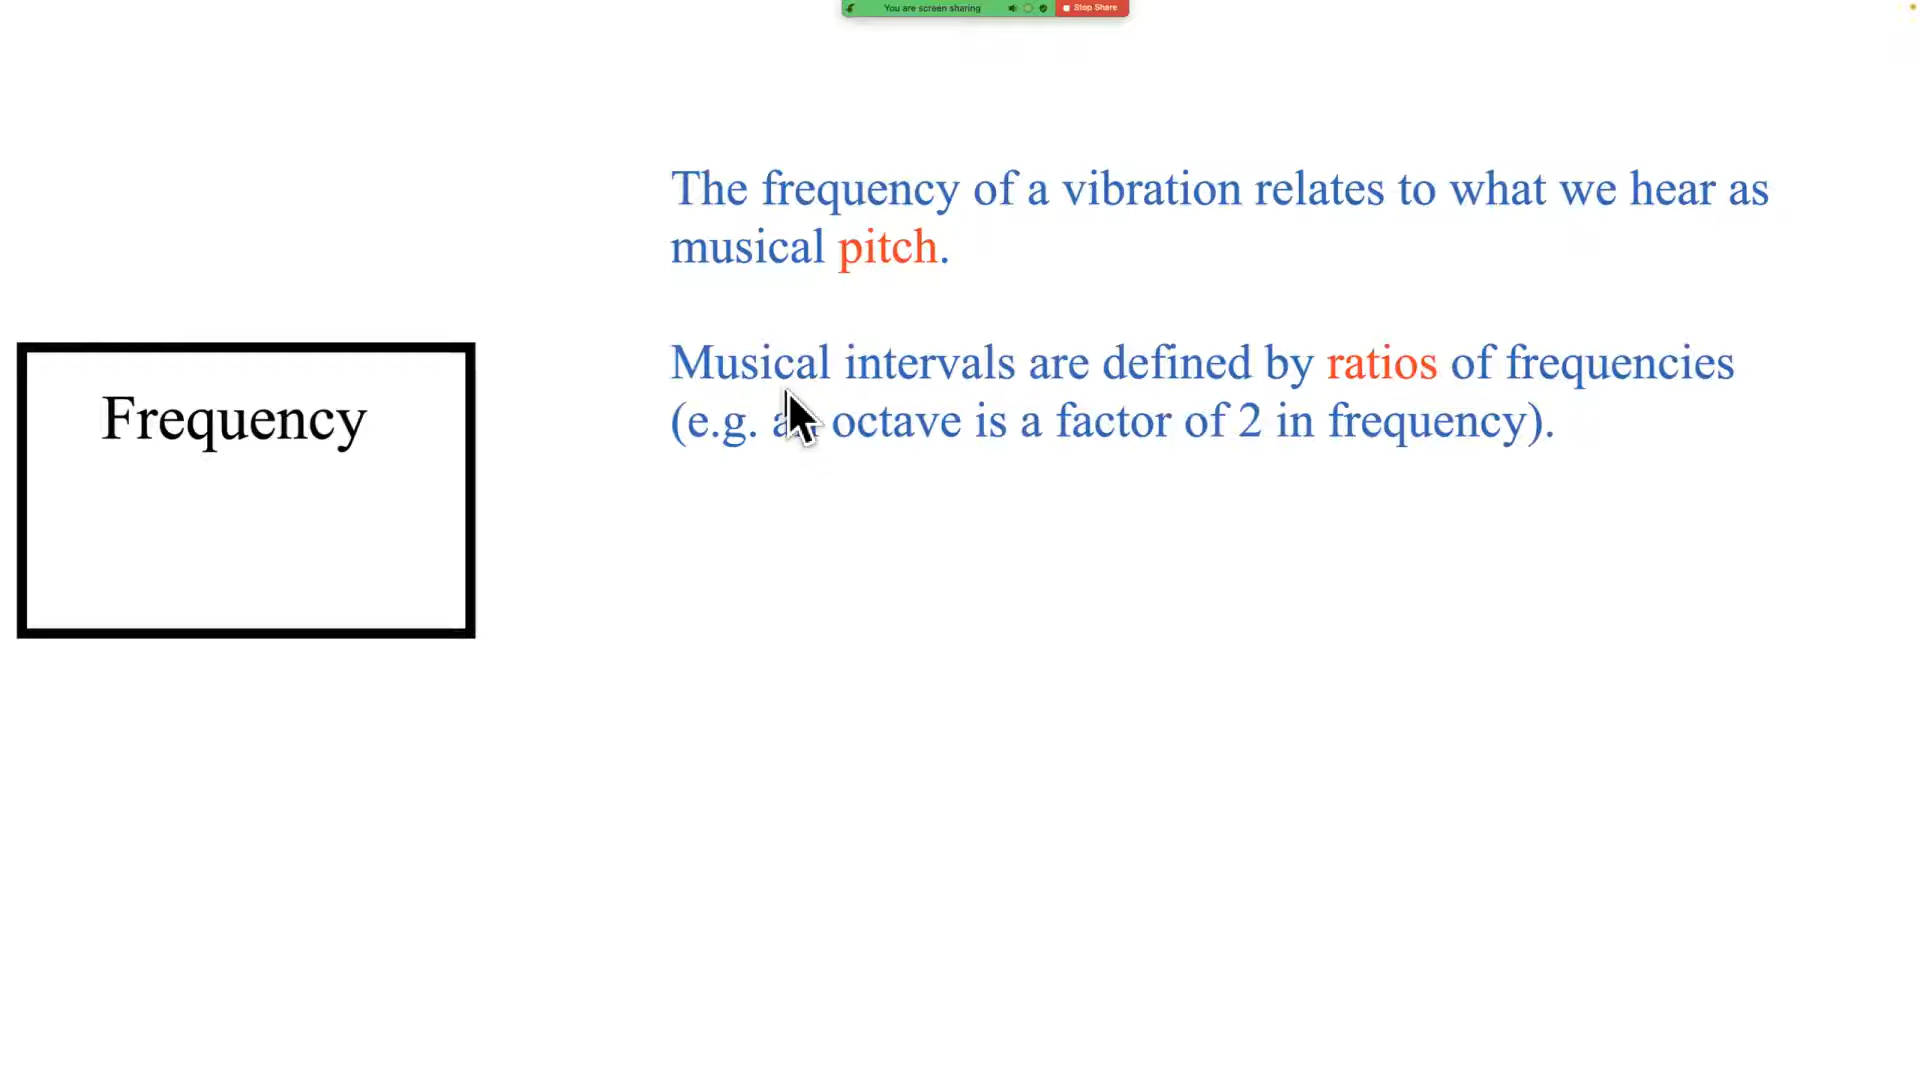 You are screen sharing
Stop Share
The frequency of a vibration relates to what we hear as
musical pitch.
Musical intervals are defined by ratios of frequencies
Frequency
(e.g. an octave is a factor of 2 in frequency).